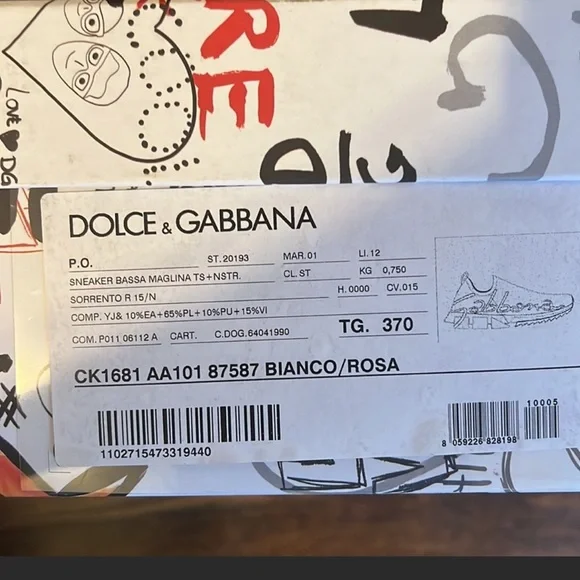 RE
LOVE DG
DOLCE & GABBANA
P.O. ST. 20193 MAR. 01 LI. 12
SNEAKER BASSA MAGLINA TS+NSTR. CL. ST KG 0,750
SORRENTO R 15/N H. 0000 CV. 015
COMP. YJ& 10%EA+65%PL+10%PU+15%VI
COM. P011 06112 A CART. C.DOG. 64041990 TG. 370
CK1681 AA101 87587 BIANCO/ROSA
1102715473319440
10005
8 059226 828198